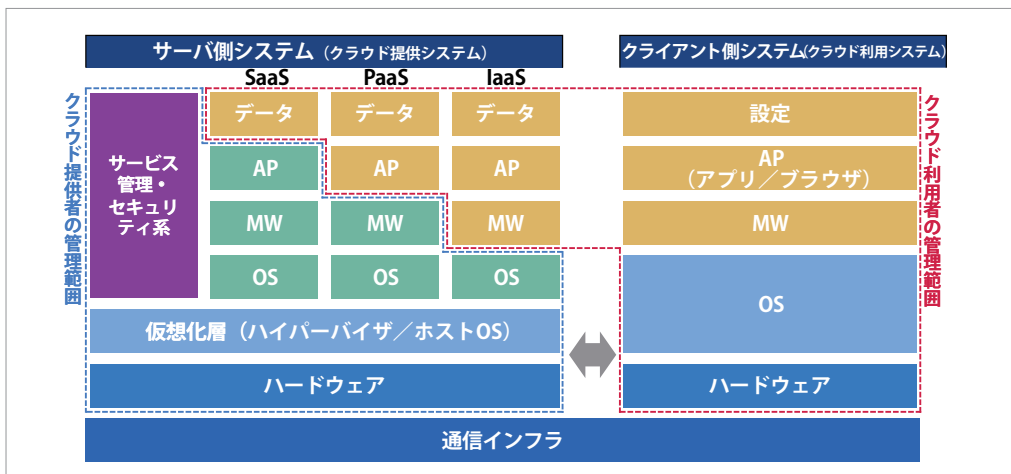 サーバ側システム（クラウド提供システム）
クライアント側システム(クラウド利用システム)
SaaS
PaaS
IaaS
クラウド提供者の管理範囲
サービス
管理・
セキュリ
ティ系
データ
データ
データ
AP
AP
AP
MW
MW
MW
OS
OS
OS
仮想化層（ハイパーバイザ／ホストOS）
ハードウェア
設定
AP
（アプリ／ブラウザ）
MW
OS
ハードウェア
クラウド利用者の管理範囲
通信インフラ